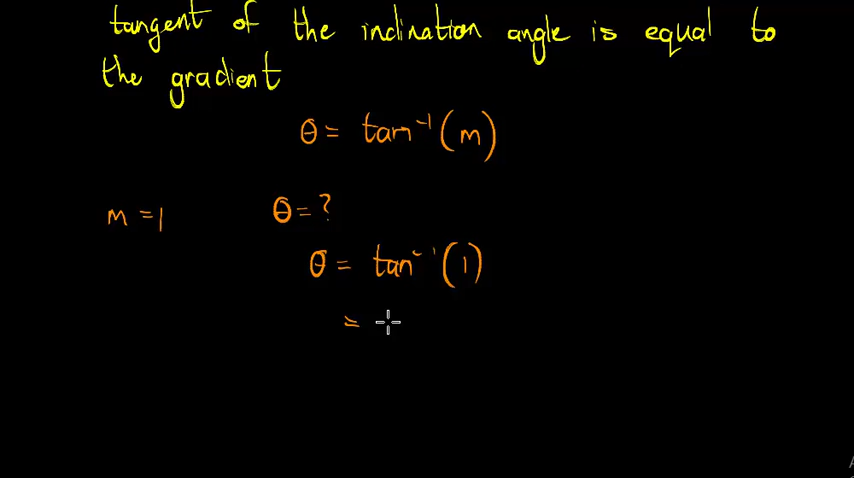 tangent of the inclination angle is equal to
the gradient
θ = tan⁻¹(m)
m = 1 θ = ?
θ = tan⁻¹(1)
=